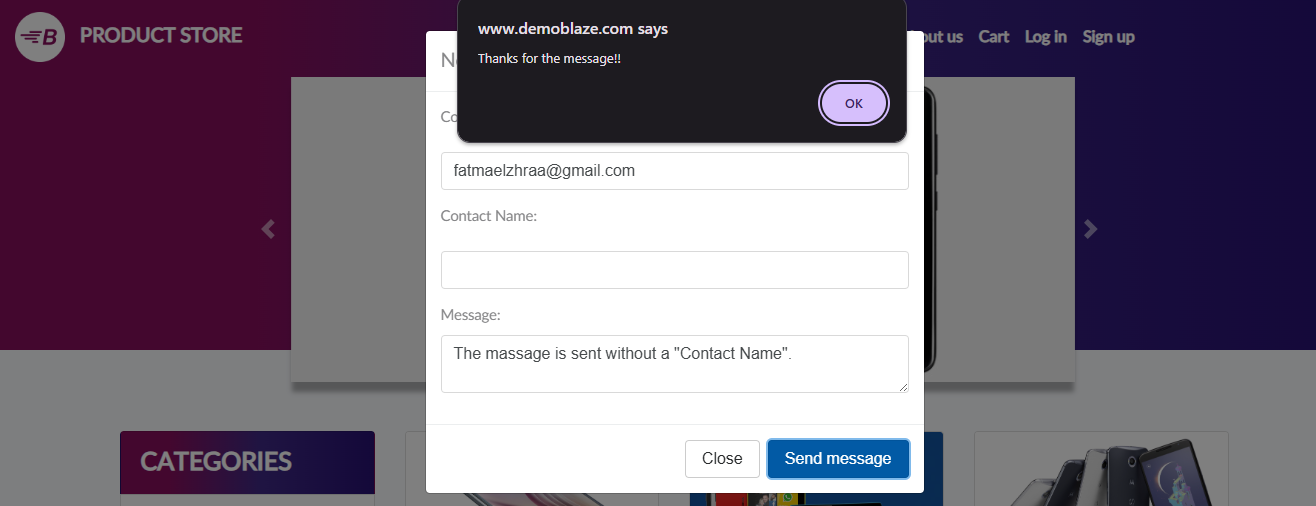 PRODUCT STORE
www.demoblaze.com says
Thanks for the message!!
OK
out us Cart Log in Sign up
fatmaelzhraa@gmail.com
Contact Name:
Message:
The massage is sent without a "Contact Name".
Close Send message
CATEGORIES